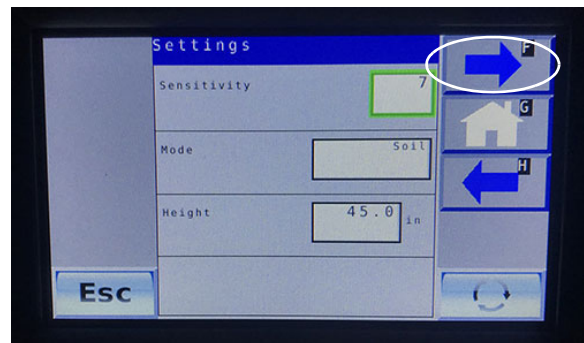 Settings
F
Sensitivity 7
G
Mode Soil
H
Height 45.0 in
Esc